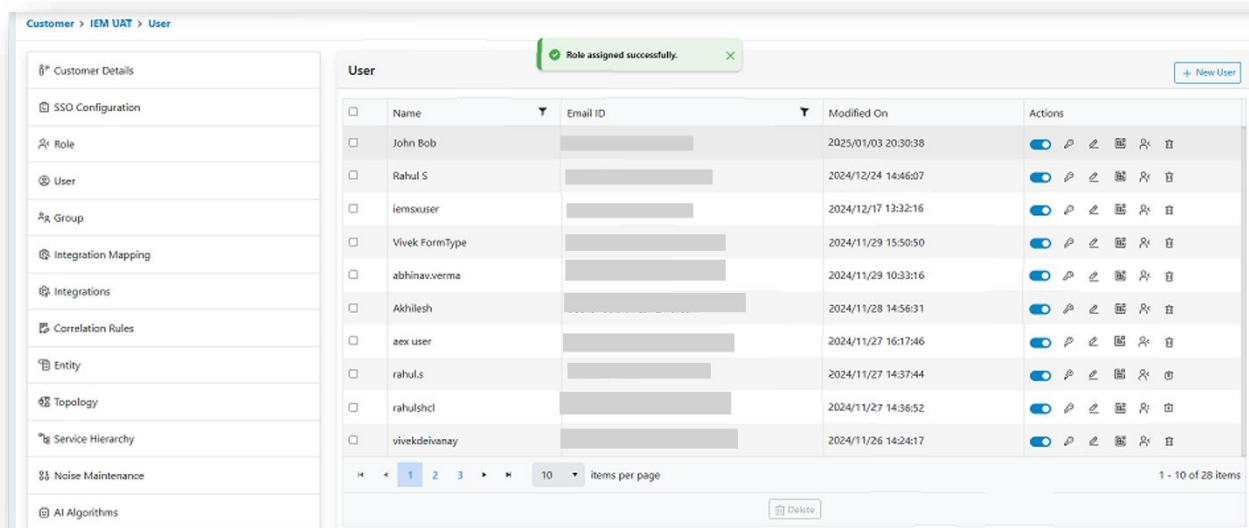 Customer > IEM UAT > User
Role assigned successfully.
Customer Details
SSO Configuration
Role
User
Group
Integration Mapping
Integrations
Correlation Rules
Entity
Topology
Service Hierarchy
Noise Maintenance
AI Algorithms
User
+ New User
Name Email ID Modified On Actions
John Bob 2025/01/03 20:30:38
Rahul S 2024/12/24 14:46:07
iemsxuser 2024/12/17 13:32:16
Vivek FormType 2024/11/29 15:50:50
abhinav.verma 2024/11/29 10:33:16
Akhilesh 2024/11/28 14:56:31
aex user 2024/11/27 16:17:46
rahul.s 2024/11/27 14:37:44
rahulshcl 2024/11/27 14:36:52
vivekdeivanay 2024/11/26 14:24:17
1 2 3 10 items per page 1 - 10 of 28 items
Delete